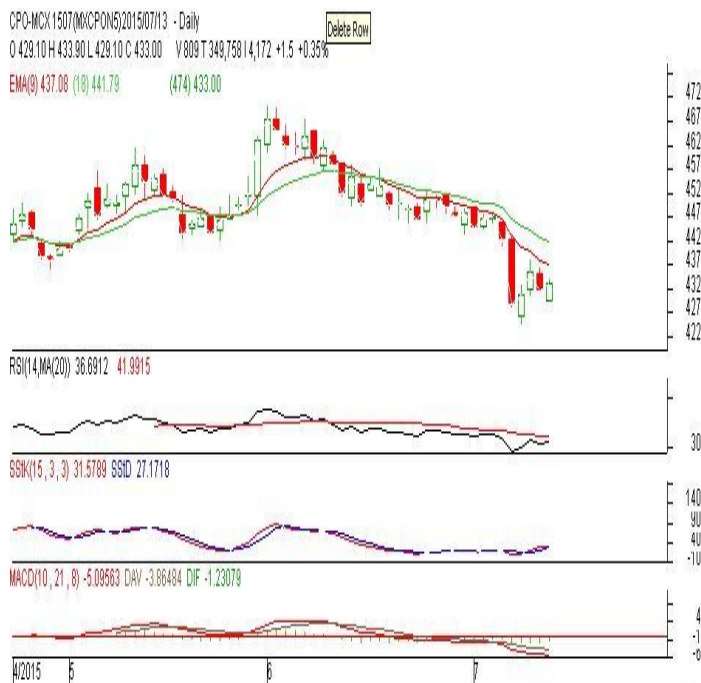 CPO-MCX 1507(MXCPON5)2015/07/13 - Daily
Delete Row
O 429.10 H 433.90 L 429.10 C 433.00 V 809 T 349,758 I 4,172 +1.5 +0.35%
EMA(9) 437.08 (18) 441.79 (474) 433.00
472
467
462
457
452
447
442
437
432
427
422
RSI(14,MA(20)) 36.6912 41.9915
30
SStK(15,3,3) 31.5789 SStD 27.1718
140
90
40
-10
MACD(10,21,8) -5.09563 DAV -3.86484 DIF -1.23079
4
-1
-6
4/2015 5 6 7